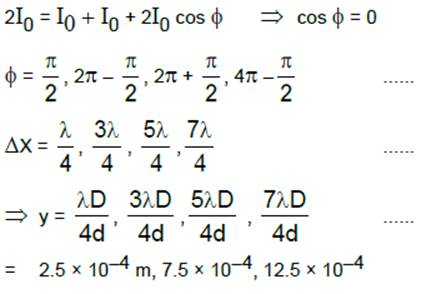 2I₀ = I₀ + I₀ + 2I₀ cos ϕ ⇒ cos ϕ = 0
ϕ = π/2 , 2π – π/2 , 2π + π/2 , 4π – π/2 ......
ΔX = λ/4 , 3λ/4 , 5λ/4 , 7λ/4 ......
⇒ y = λD/4d , 3λD/4d , 5λD/4d , 7λD/4d ......
= 2.5 × 10⁻⁴ m, 7.5 × 10⁻⁴, 12.5 × 10⁻⁴